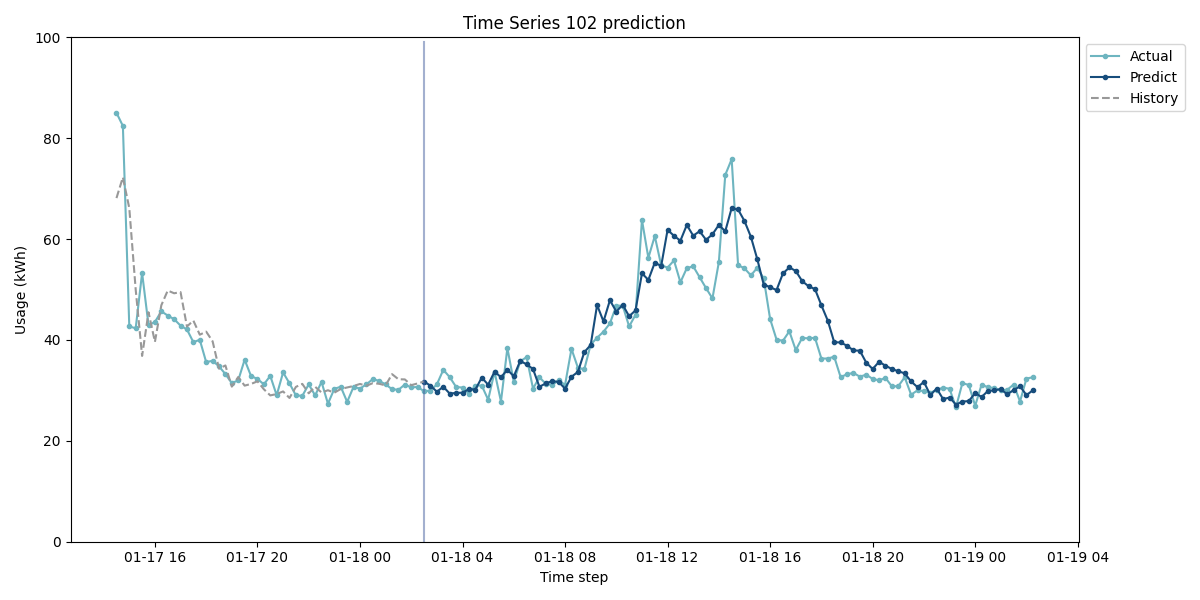 Time Series 102 prediction
Usage (kWh)
100
80
60
40
20
0
01-17 16
01-17 20
01-18 00
01-18 04
01-18 08
01-18 12
01-18 16
01-18 20
01-19 00
01-19 04
Time step
Actual
Predict
History